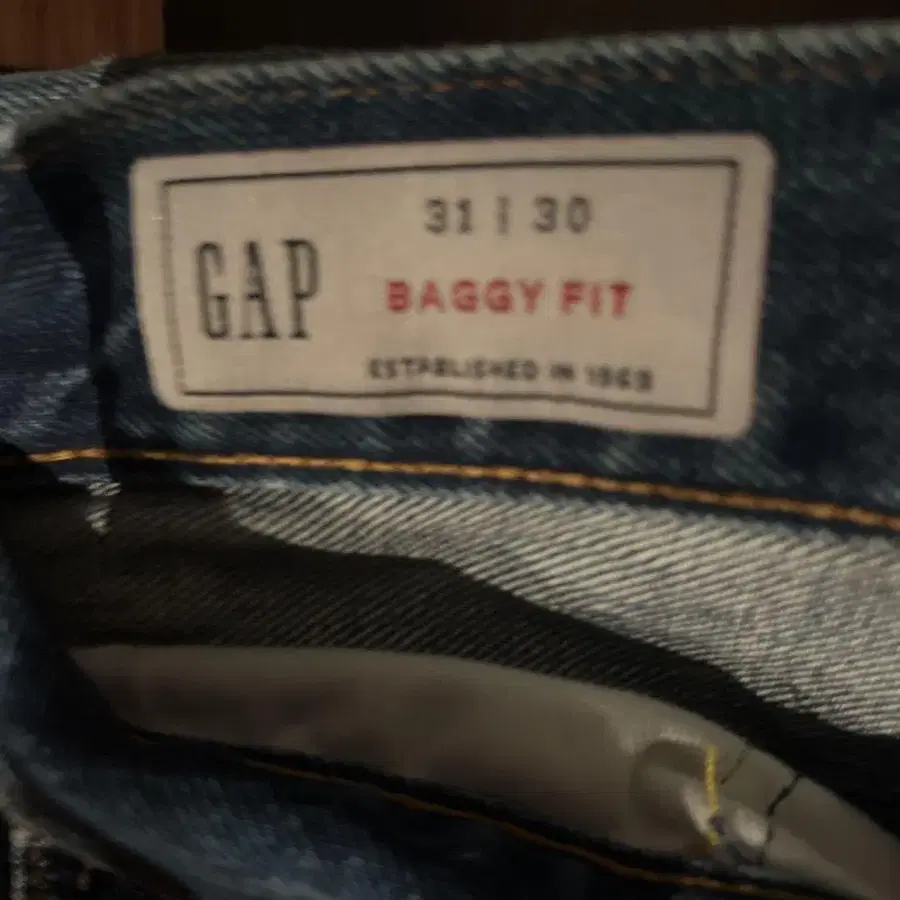 31 | 30
GAP
BAGGY FIT
ESTABLISHED IN 1969